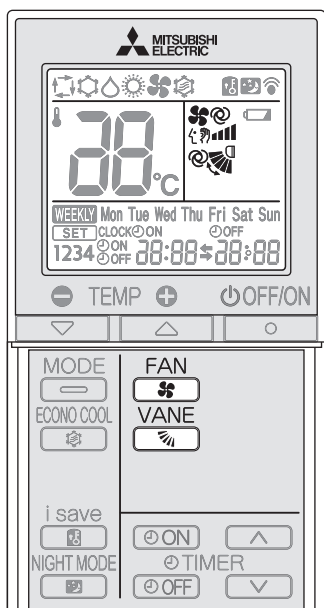 MITSUBISHI
ELECTRIC
88°C
WEEKLY Mon Tue Wed Thu Fri Sat Sun
SET CLOCK ON OFF
1234 ON OFF 88:88 88:88
TEMP OFF/ON
MODE FAN
ECONO COOL VANE
i save
ON
NIGHT MODE TIMER
OFF